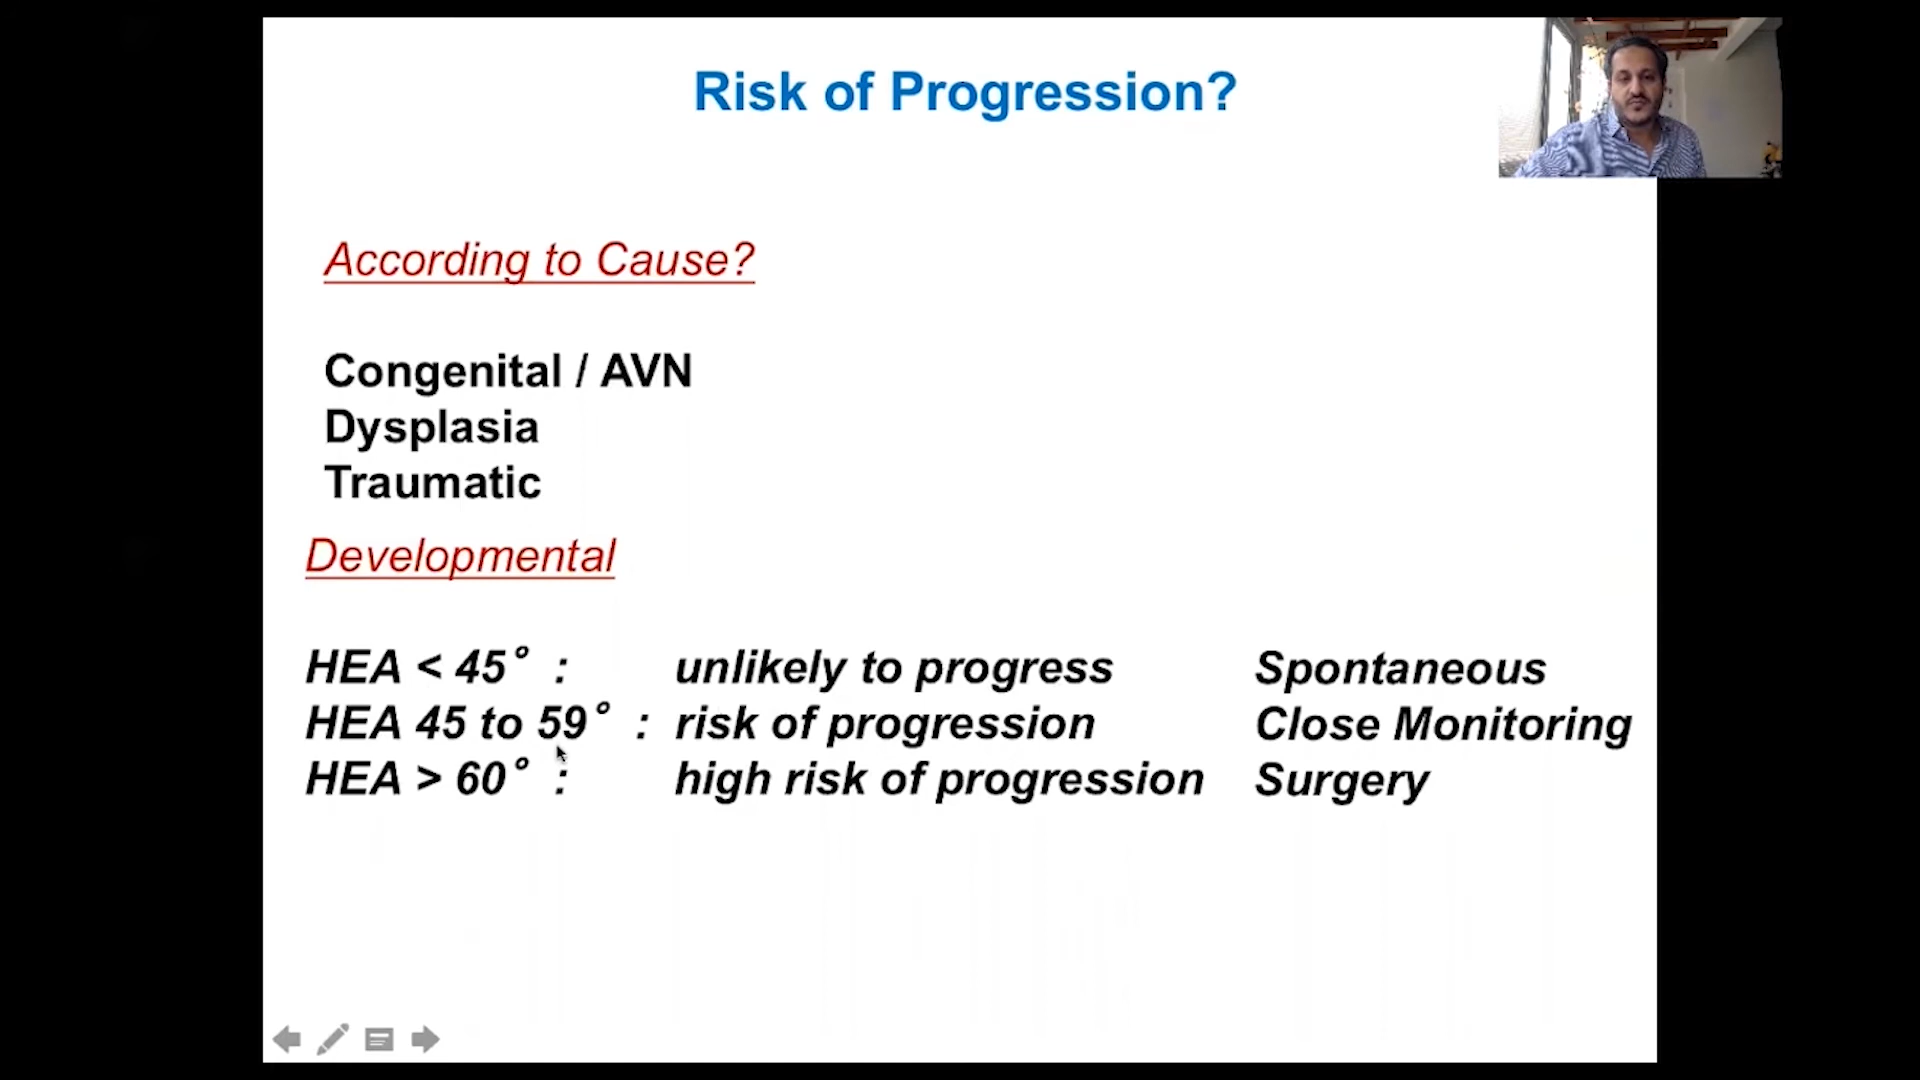 Risk of Progression?
According to Cause?
Congenital / AVN
Dysplasia
Traumatic
Developmental
HEA < 45° : unlikely to progress Spontaneous
HEA 45 to 59° : risk of progression Close Monitoring
HEA > 60° : high risk of progression Surgery